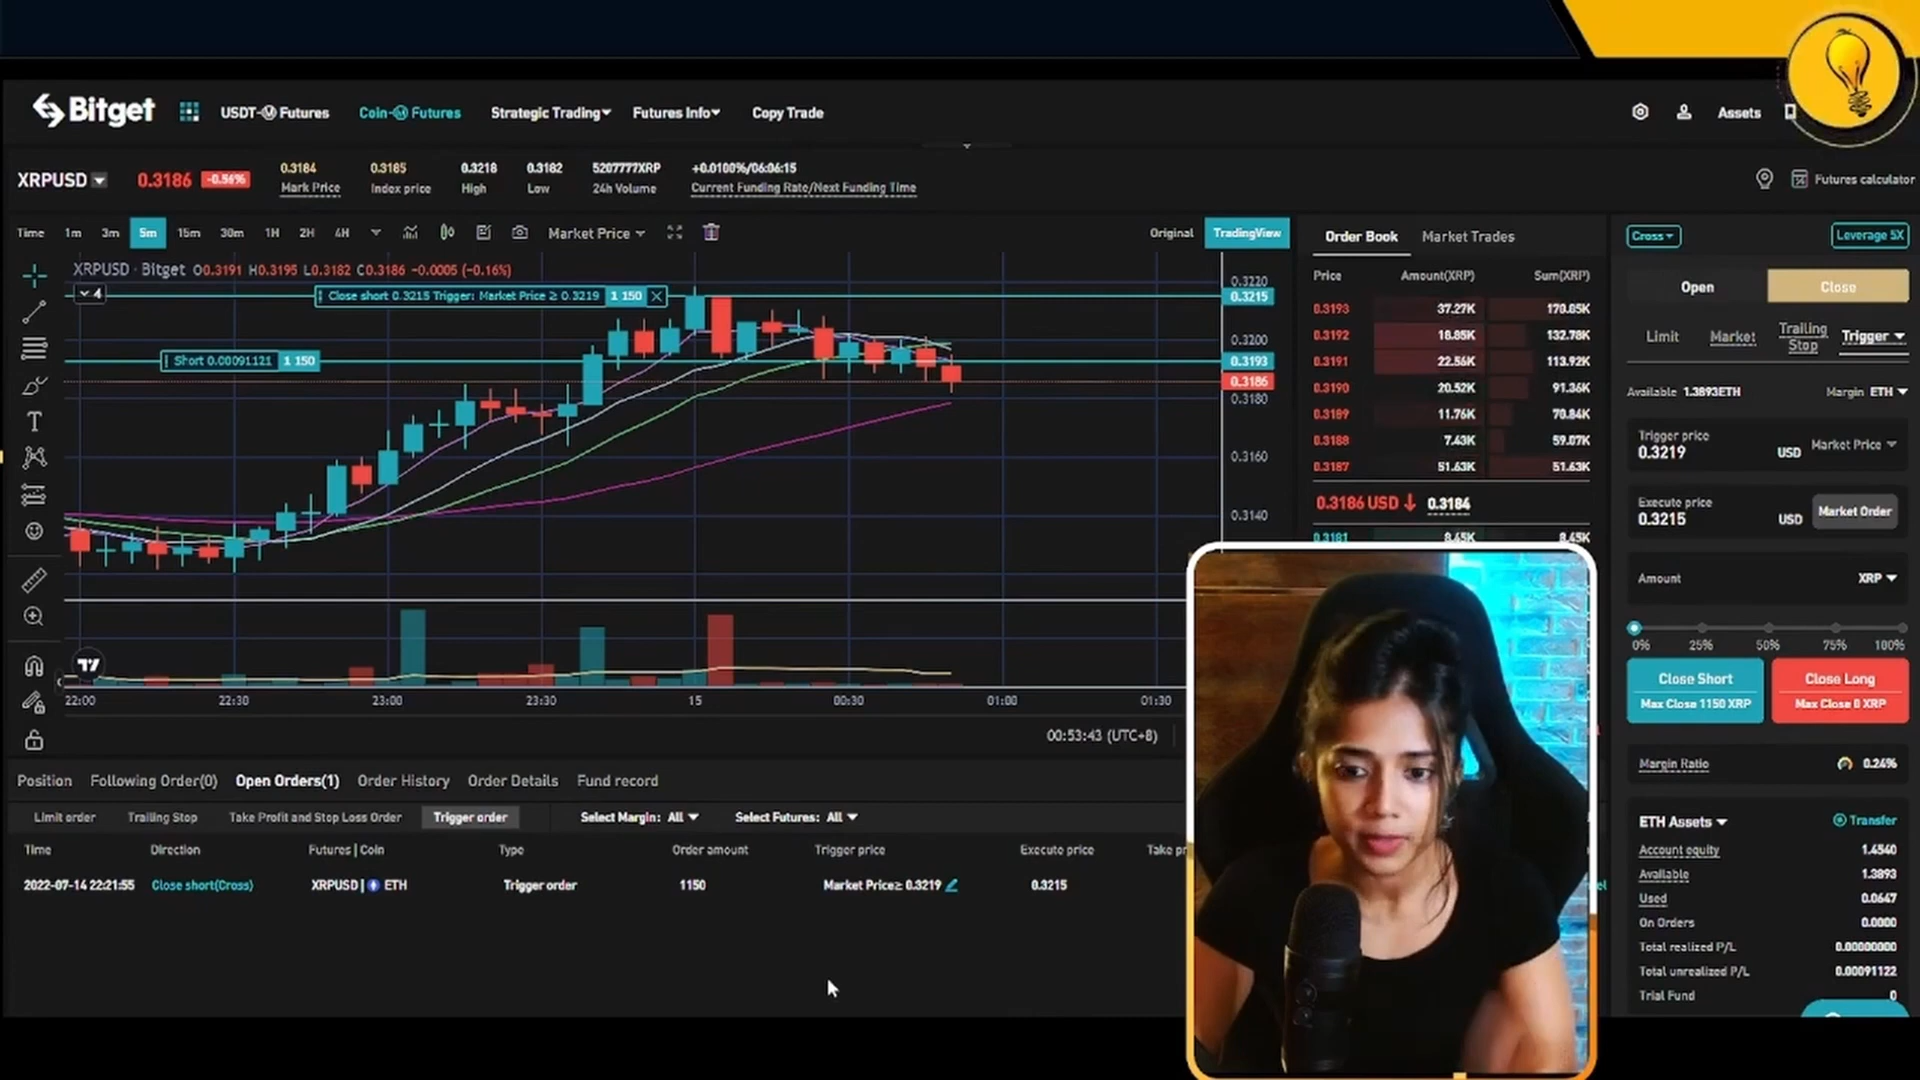 Bitget
USDT-M Futures
Coin-M Futures
Strategic Trading
Futures Info
Copy Trade
Assets
XRPUSD
0.3186
-0.56%
0.3184
Mark Price
0.3185
Index price
0.3218
High
0.3182
Low
5207777XRP
24h Volume
+0.0100%/06:06:15
Current Funding Rate/Next Funding Time
Futures calculator
Time 1m 3m 5m 15m 30m 1H 2H 4H
Market Price
Original
TradingView
XRPUSD · Bitget O0.3191 H0.3195 L0.3182 C0.3186 -0.0005 (-0.16%)
4
Close short 0.3215 Trigger: Market Price ≥ 0.3219 1 150
Short 0.00091121 1 150
0.3220
0.3215
0.3200
0.3193
0.3186
0.3180
0.3160
0.3140
22:00 22:30 23:00 23:30 15 00:30 01:00 01:30
00:53:43 (UTC+8)
Order Book
Market Trades
Price Amount(XRP) Sum(XRP)
0.3193 37.27K 170.05K
0.3192 18.85K 132.78K
0.3191 22.56K 113.92K
0.3190 20.52K 91.36K
0.3189 11.76K 70.84K
0.3188 7.43K 59.07K
0.3187 51.63K 51.63K
0.3186 USD 0.3184
0.3181 8.45K 8.45K
Cross
Leverage 5X
Open
Close
Limit
Market
Trailing
Stop
Trigger
Available 1.3893ETH
Margin ETH
Trigger price
0.3219
USD
Market Price
Execute price
0.3215
USD
Market Order
Amount
XRP
0% 25% 50% 75% 100%
Close Short
Max Close 1150 XRP
Close Long
Max Close 0 XRP
Margin Ratio
0.24%
ETH Assets
Transfer
Account equity 1.4540
Available 1.3893
Used 0.0647
On Orders 0.0000
Total realized P/L 0.00000000
Total unrealized P/L 0.00091122
Trial Fund 0
Position
Following Order(0)
Open Orders(1)
Order History
Order Details
Fund record
Limit order
Trailing Stop
Take Profit and Stop Loss Order
Trigger order
Select Margin: All
Select Futures: All
Time Direction Futures | Coin Type Order amount Trigger price Execute price
2022-07-14 22:21:55 Close short(Cross) XRPUSD | ETH Trigger order 1150 Market Price≥ 0.3219 0.3215